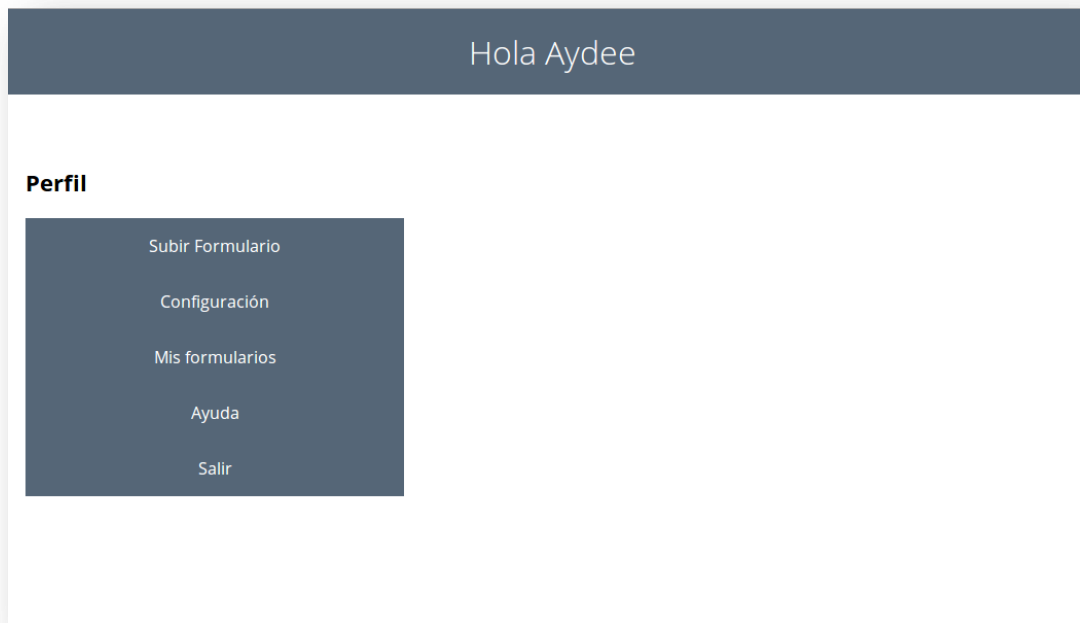 Hola Aydee
Perfil
Subir Formulario
Configuración
Mis formularios
Ayuda
Salir